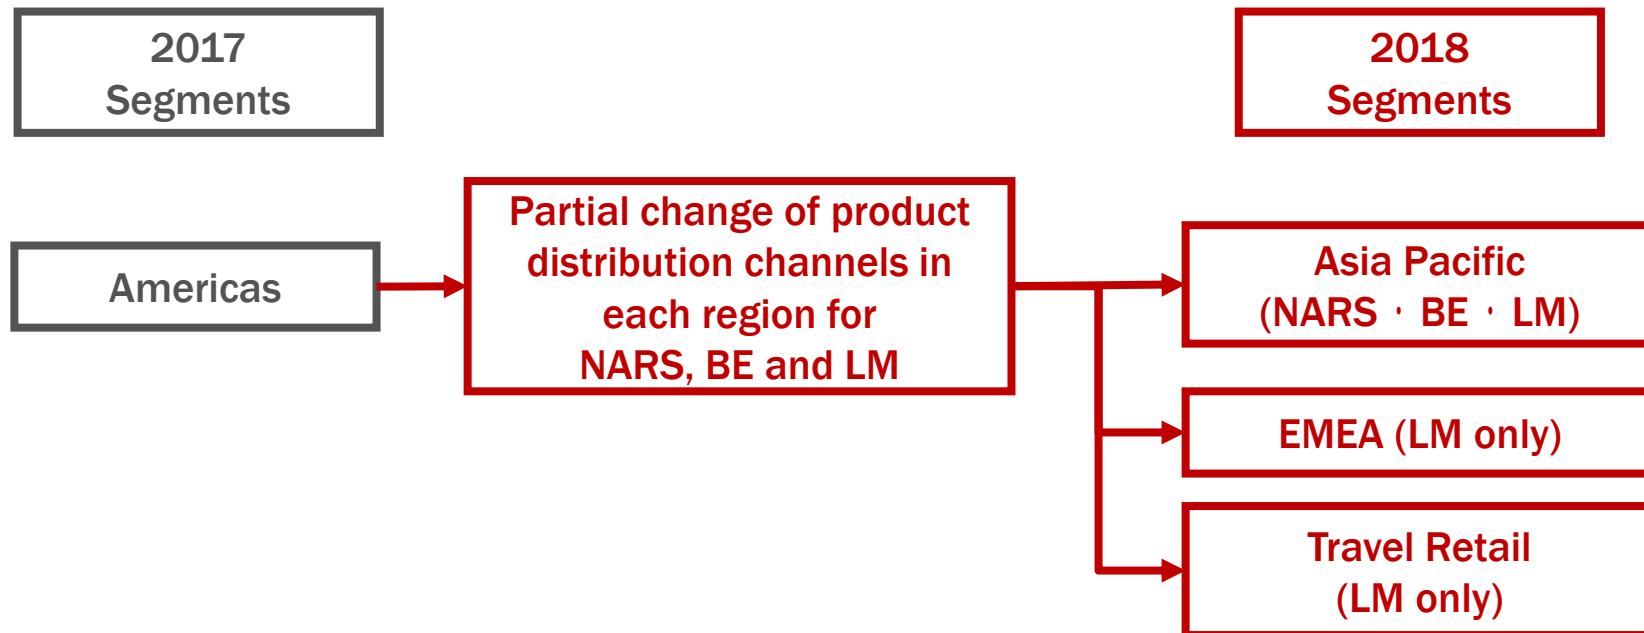 2017
Segments
2018
Segments
Americas
Partial change of product
distribution channels in
each region for
NARS, BE and LM
Asia Pacific
(NARS・BE・LM)
EMEA (LM only)
Travel Retail
(LM only)